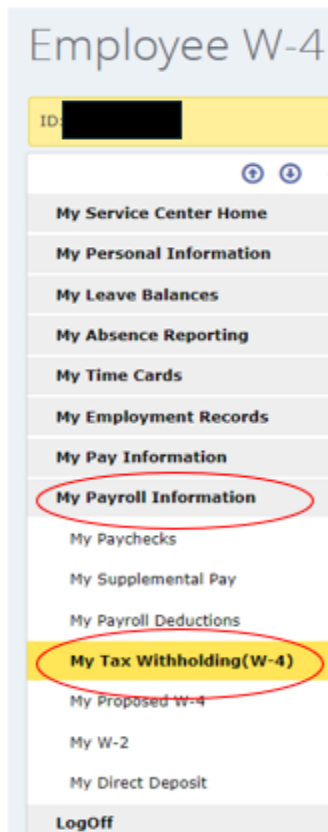 Employee W-4
ID:
My Service Center Home
My Personal Information
My Leave Balances
My Absence Reporting
My Time Cards
My Employment Records
My Pay Information
My Payroll Information
My Paychecks
My Supplemental Pay
My Payroll Deductions
My Tax Withholding(W-4)
My Proposed W-4
My W-2
My Direct Deposit
LogOff